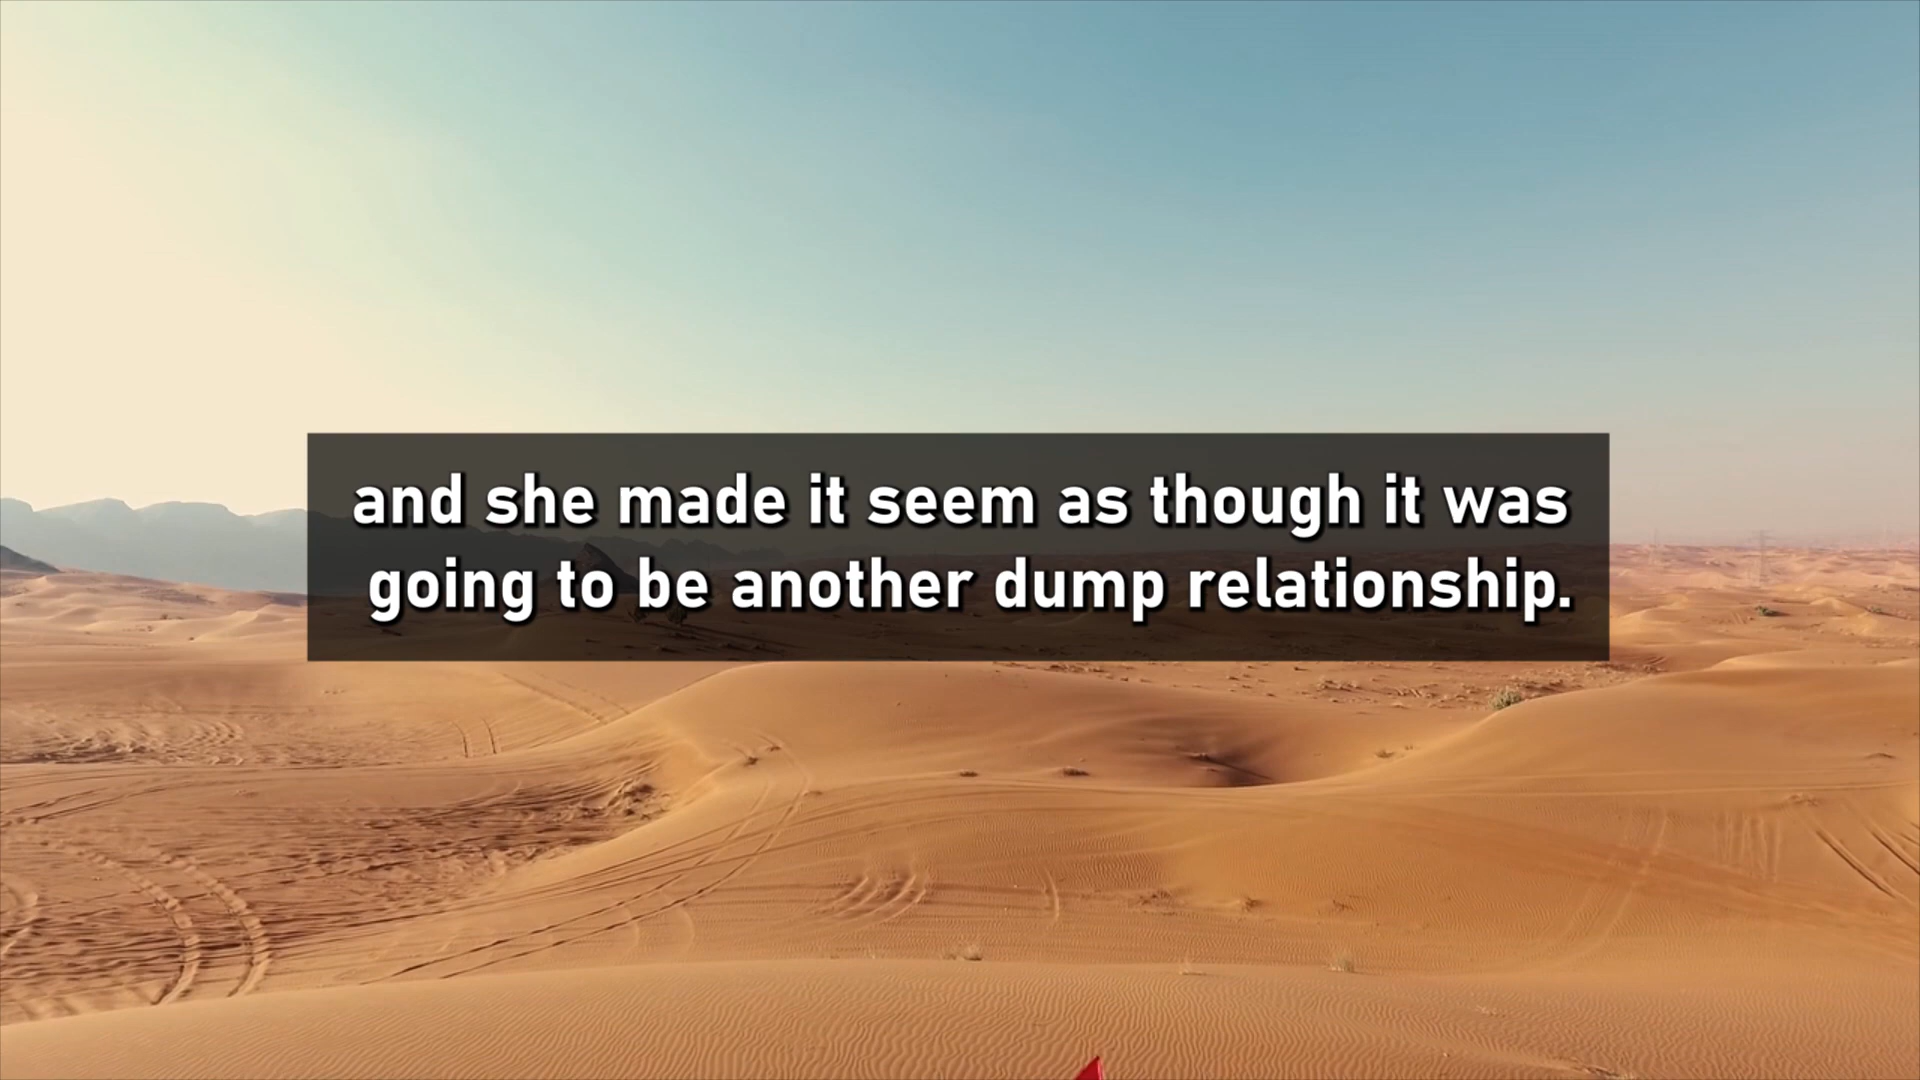 and she made it seem as though it was
going to be another dump relationship.